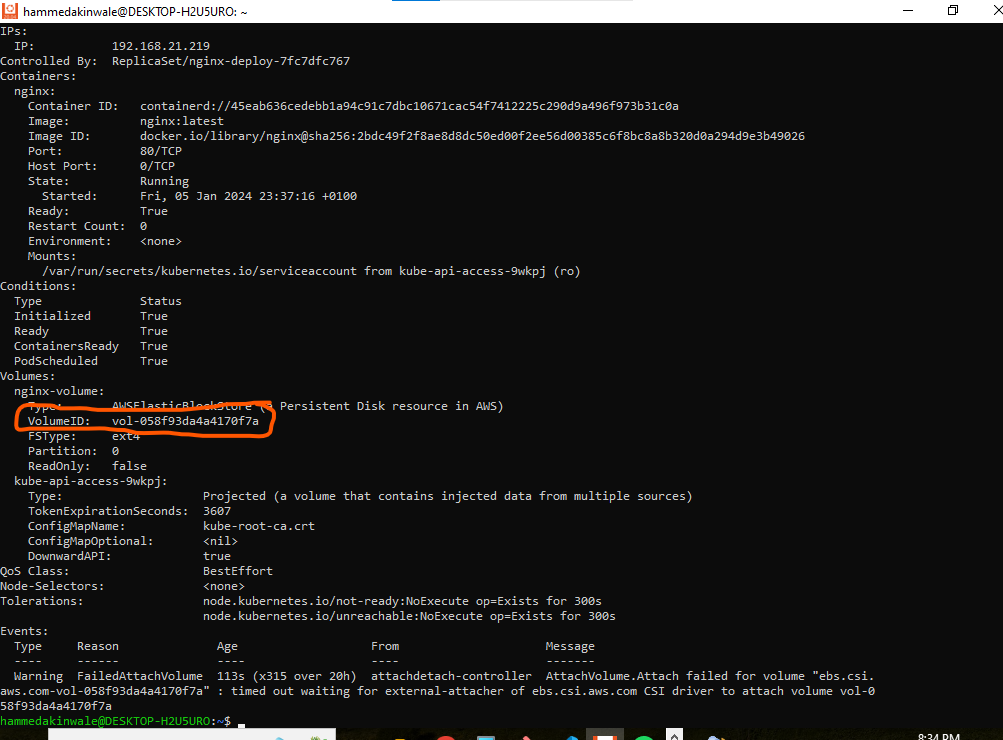 hammedakinwale@DESKTOP-H2U5URO: ~
IPs:
  IP:           192.168.21.219
Controlled By:  ReplicaSet/nginx-deploy-7fc7dfc767
Containers:
  nginx:
    Container ID:   containerd://45eab636cedebb1a94c91c7dbc10671cac54f7412225c290d9a496f973b31c0a
    Image:          nginx:latest
    Image ID:       docker.io/library/nginx@sha256:2bdc49f2f8ae8d8dc50ed00f2ee56d00385c6f8bc8a8b320d0a294d9e3b49026
    Port:           80/TCP
    Host Port:      0/TCP
    State:          Running
      Started:      Fri, 05 Jan 2024 23:37:16 +0100
    Ready:          True
    Restart Count:  0
    Environment:    <none>
    Mounts:
      /var/run/secrets/kubernetes.io/serviceaccount from kube-api-access-9wkpj (ro)
Conditions:
  Type              Status
  Initialized       True
  Ready             True
  ContainersReady   True
  PodScheduled      True
Volumes:
  nginx-volume:
    Type:       AWSElasticBlockStore (a Persistent Disk resource in AWS)
    VolumeID:   vol-058f93da4a4170f7a
    FSType:     ext4
    Partition:  0
    ReadOnly:   false
  kube-api-access-9wkpj:
    Type:                    Projected (a volume that contains injected data from multiple sources)
    TokenExpirationSeconds:  3607
    ConfigMapName:           kube-root-ca.crt
    ConfigMapOptional:       <nil>
    DownwardAPI:             true
QoS Class:                   BestEffort
Node-Selectors:              <none>
Tolerations:                 node.kubernetes.io/not-ready:NoExecute op=Exists for 300s
                             node.kubernetes.io/unreachable:NoExecute op=Exists for 300s
Events:
  Type     Reason              Age                   From                     Message
  ----     ------              ----                  ----                     -------
  Warning  FailedAttachVolume  113s (x315 over 20h)  attachdetach-controller  AttachVolume.Attach failed for volume "ebs.csi.
aws.com-vol-058f93da4a4170f7a" : timed out waiting for external-attacher of ebs.csi.aws.com CSI driver to attach volume vol-0
58f93da4a4170f7a
hammedakinwale@DESKTOP-H2U5URO:~$
8:34 PM